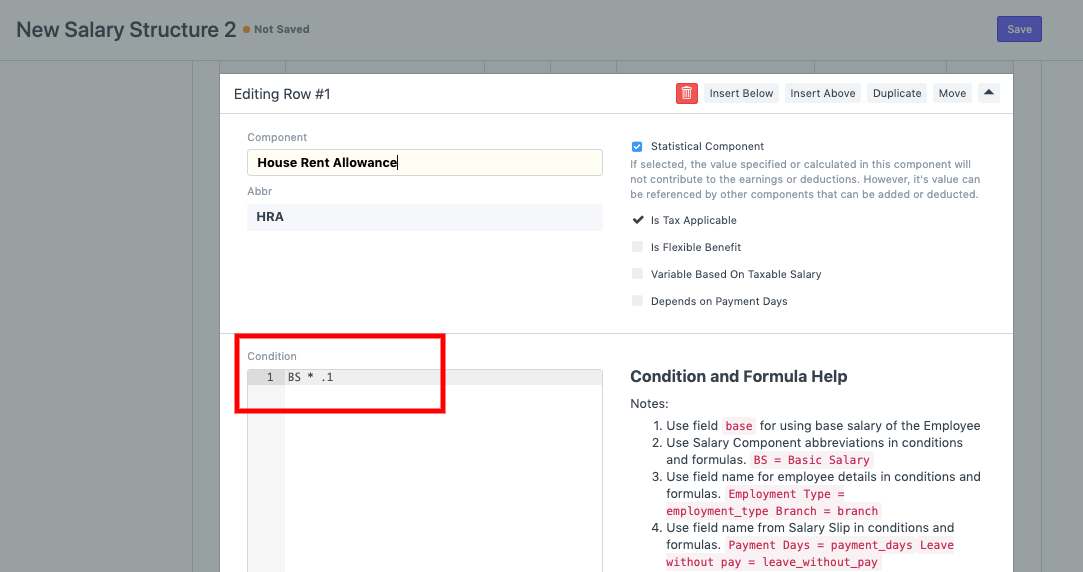 New Salary Structure 2 Not Saved
Save
Editing Row #1
Insert Below
Insert Above
Duplicate
Move
Component
House Rent Allowance
Abbr
HRA
Statistical Component
If selected, the value specified or calculated in this component will
not contribute to the earnings or deductions. However, it's value can
be referenced by other components that can be added or deducted.
Is Tax Applicable
Is Flexible Benefit
Variable Based On Taxable Salary
Depends on Payment Days
Condition
1 BS * .1
Condition and Formula Help
Notes:
1. Use field base for using base salary of the Employee
2. Use Salary Component abbreviations in conditions
and formulas. BS = Basic Salary
3. Use field name for employee details in conditions and
formulas. Employment Type =
employment_type Branch = branch
4. Use field name from Salary Slip in conditions and
formulas. Payment Days = payment_days Leave
without pay = leave_without_pay